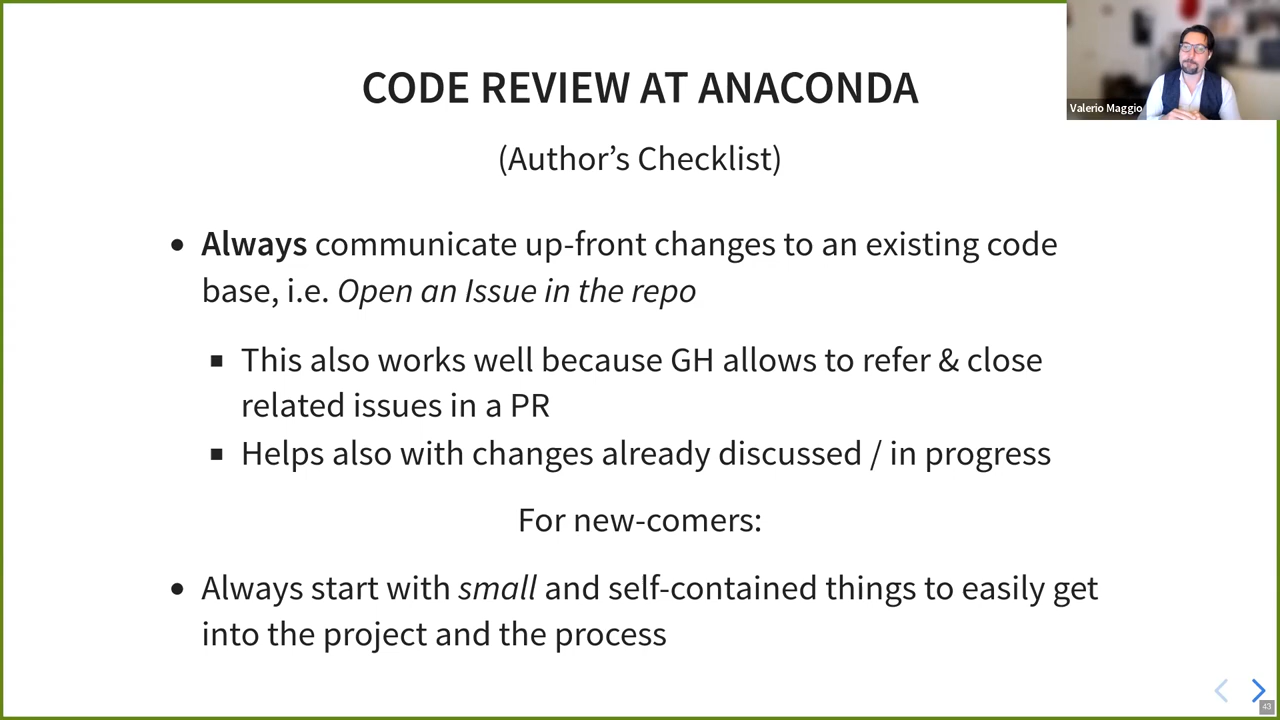 CODE REVIEW AT ANACONDA
Valerio Maggio
(Author’s Checklist)
• Always communicate up-front changes to an existing code
base, i.e. Open an Issue in the repo
▪ This also works well because GH allows to refer & close
related issues in a PR
▪ Helps also with changes already discussed / in progress
For new-comers:
• Always start with small and self-contained things to easily get
into the project and the process
43